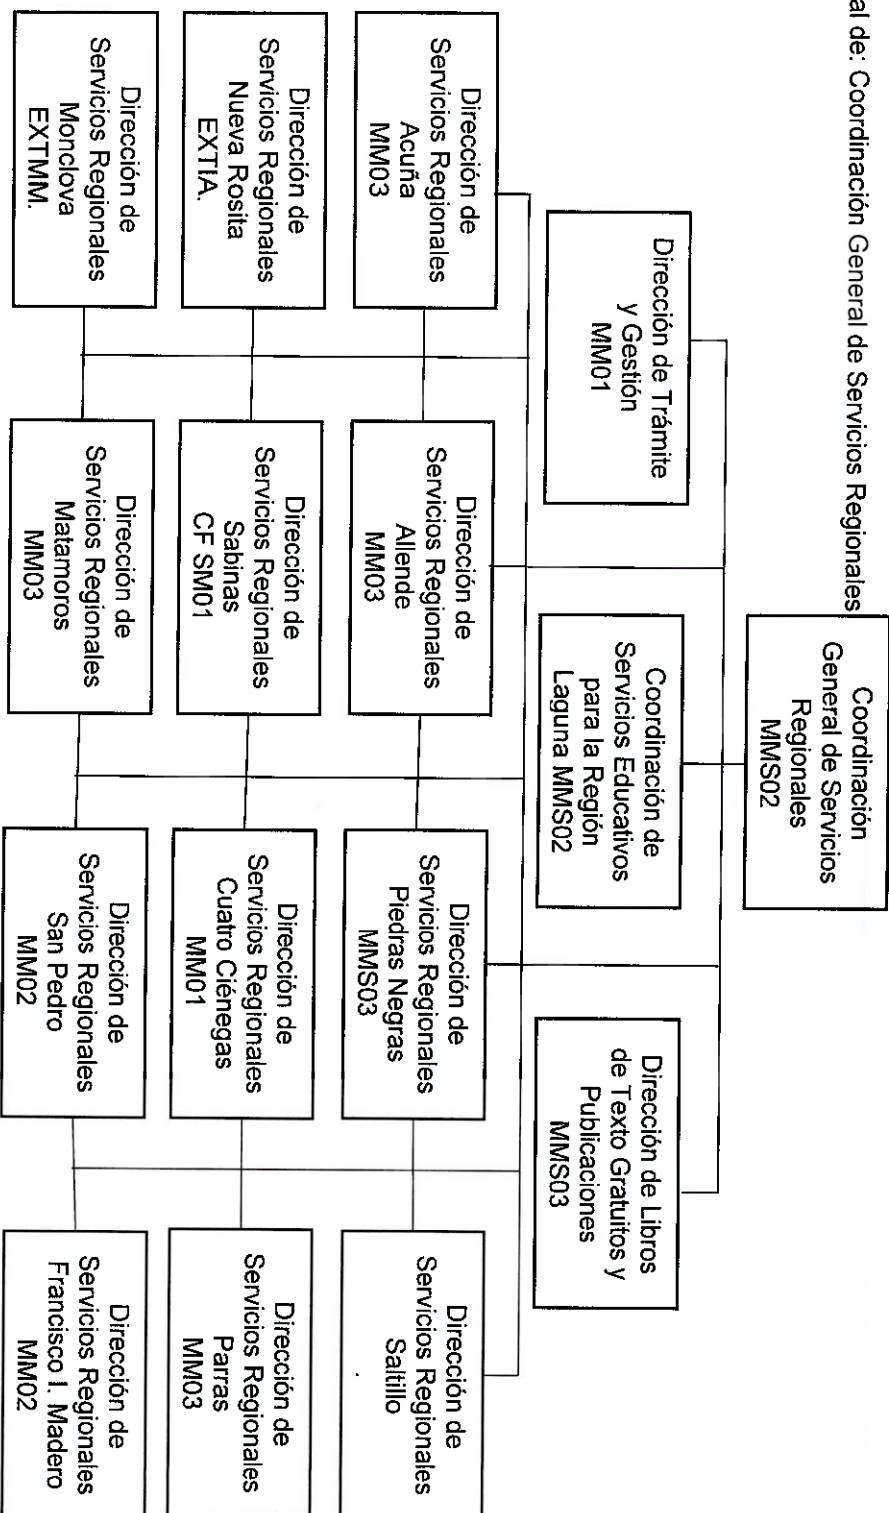 al de: Coordinación General de Servicios Regionales
Coordinación
General de Servicios
Regionales
MMS02
Dirección de Trámite
y Gestión
MM01
Coordinación de
Servicios Educativos
para la Región
Laguna MMS02
Dirección de Libros
de Texto Gratuitos y
Publicaciones
MMS03
Dirección de
Servicios Regionales
Acuña
MM03
Dirección de
Servicios Regionales
Allende
MM03
Dirección de
Servicios Regionales
Piedras Negras
MMS03
Dirección de
Servicios Regionales
Saltillo
Dirección de
Servicios Regionales
Nueva Rosita
EXTIA.
Dirección de
Servicios Regionales
Sabinas
CF SM01
Dirección de
Servicios Regionales
Cuatro Ciénegas
MM01
Dirección de
Servicios Regionales
Parras
MM03
Dirección de
Servicios Regionales
Monclova
EXTMM.
Dirección de
Servicios Regionales
Matamoros
MM03
Dirección de
Servicios Regionales
San Pedro
MM02
Dirección de
Servicios Regionales
Francisco I. Madero
MM02